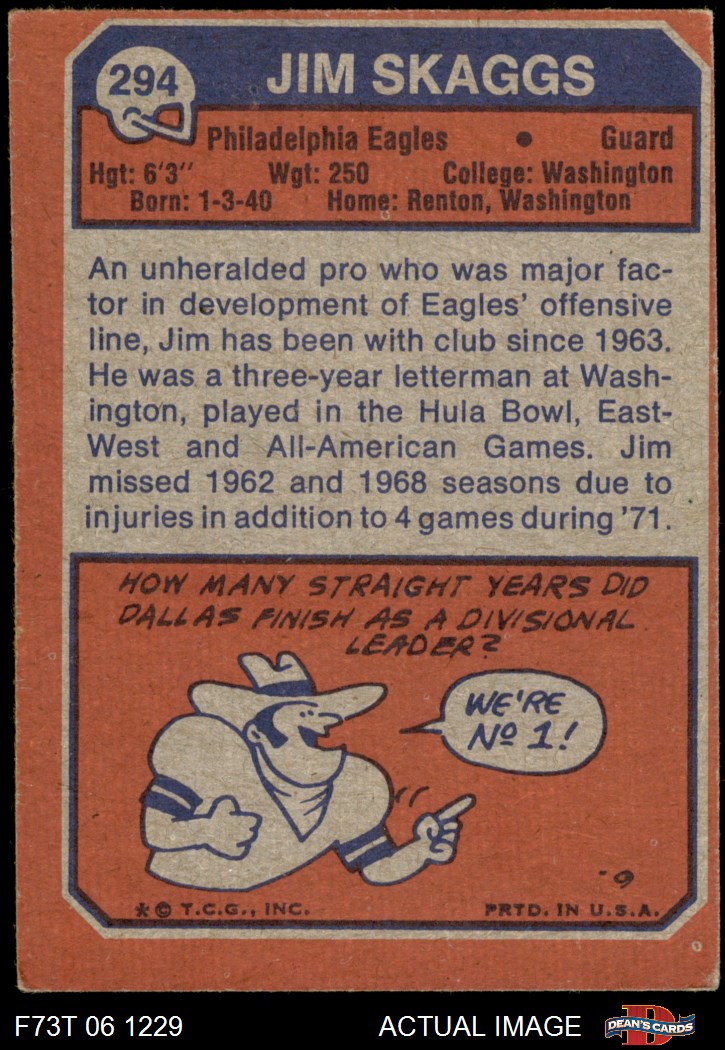 294
JIM SKAGGS
Philadelphia Eagles • Guard
Hgt: 6'3" Wgt: 250 College: Washington
Born: 1-3-40 Home: Renton, Washington
An unheralded pro who was major fac-
tor in development of Eagles' offensive
line, Jim has been with club since 1963.
He was a three-year letterman at Wash-
ington, played in the Hula Bowl, East-
West and All-American Games. Jim
missed 1962 and 1968 seasons due to
injuries in addition to 4 games during '71.
HOW MANY STRAIGHT YEARS DID
DALLAS FINISH AS A DIVISIONAL
LEADER?
WE'RE
Nº 1!
* © T.C.G., INC. PRTD. IN U.S.A.
F73T 06 1229 ACTUAL IMAGE
D
DEAN'S CARDS